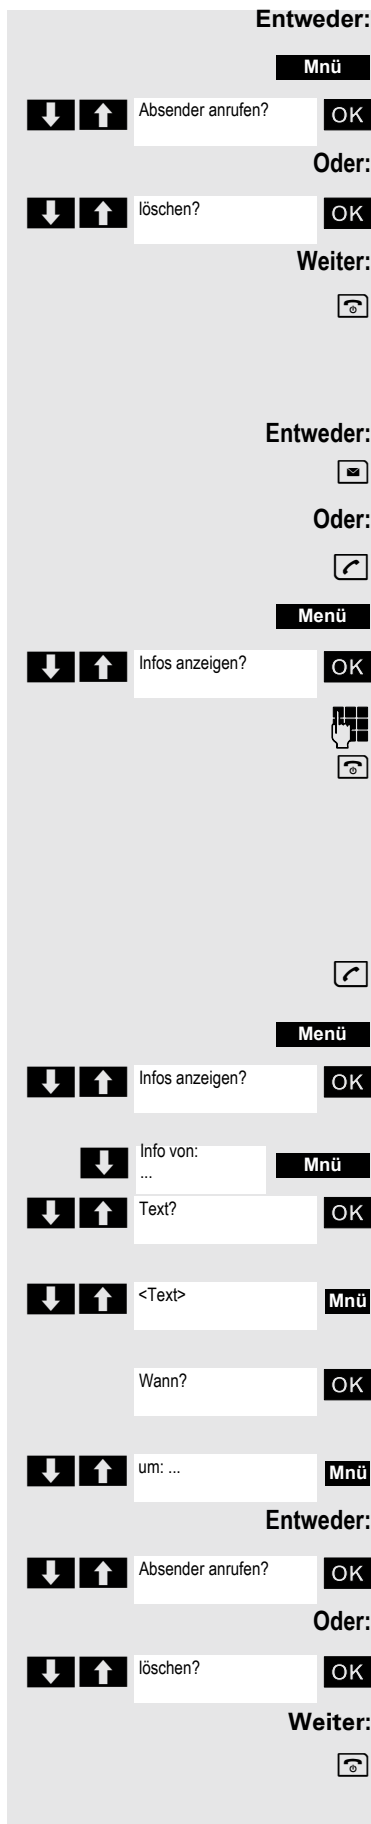 Entweder:
Mnü
Absender anrufen? OK
Oder:
löschen? OK
Weiter:
Entweder:
Oder:
Menü
Infos anzeigen? OK
Menü
Infos anzeigen? OK
Info von:
... Mnü
Text? OK
<Text> Mnü
Wann? OK
um: ... Mnü
Entweder:
Absender anrufen? OK
Oder:
löschen? OK
Weiter: